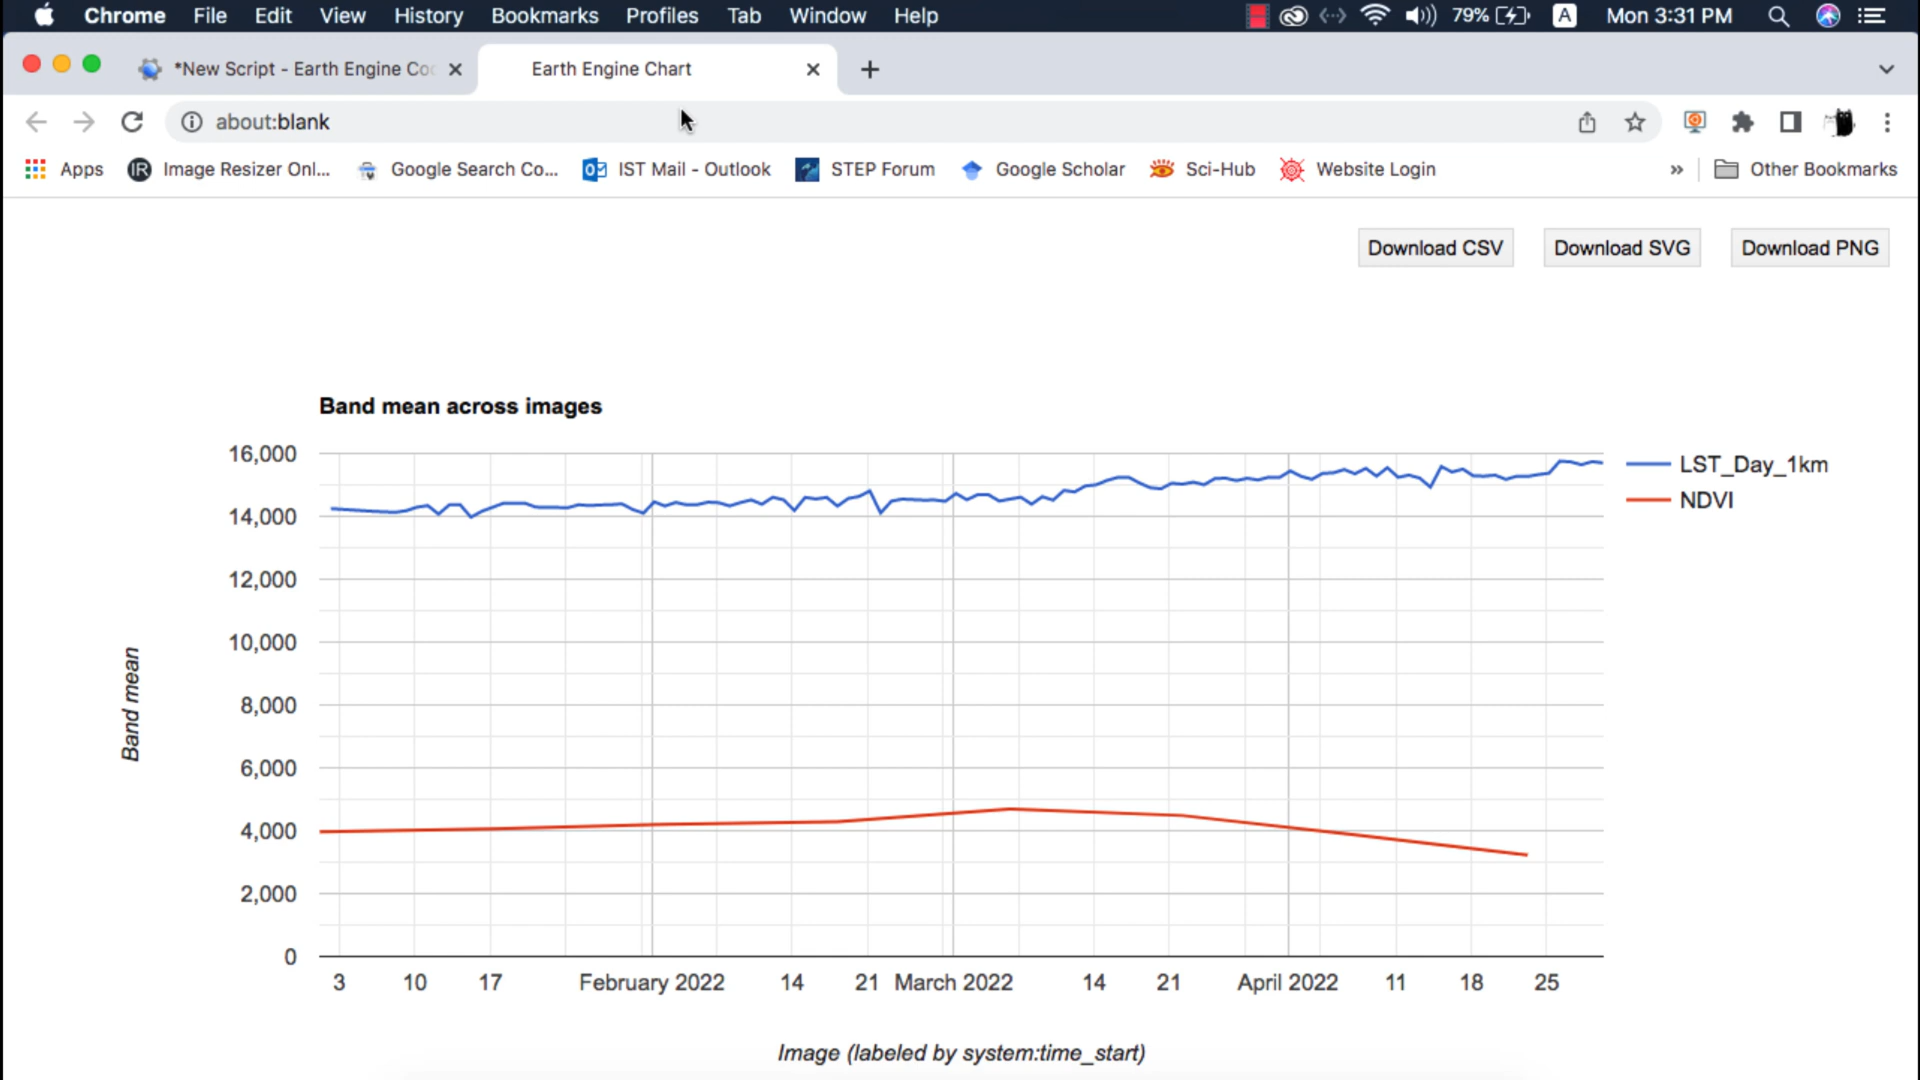 Chrome File Edit View History Bookmarks Profiles Tab Window Help 79% A Mon 3:31 PM
*New Script - Earth Engine Co Earth Engine Chart
about:blank
Apps IR Image Resizer Onl... Google Search Co... IST Mail - Outlook STEP Forum Google Scholar Sci-Hub Website Login » Other Bookmarks
Download CSV Download SVG Download PNG
Band mean across images
16,000
14,000
12,000
10,000
8,000
6,000
4,000
2,000
0
Band mean
LST_Day_1km
NDVI
3 10 17 February 2022 14 21 March 2022 14 21 April 2022 11 18 25
Image (labeled by system:time_start)